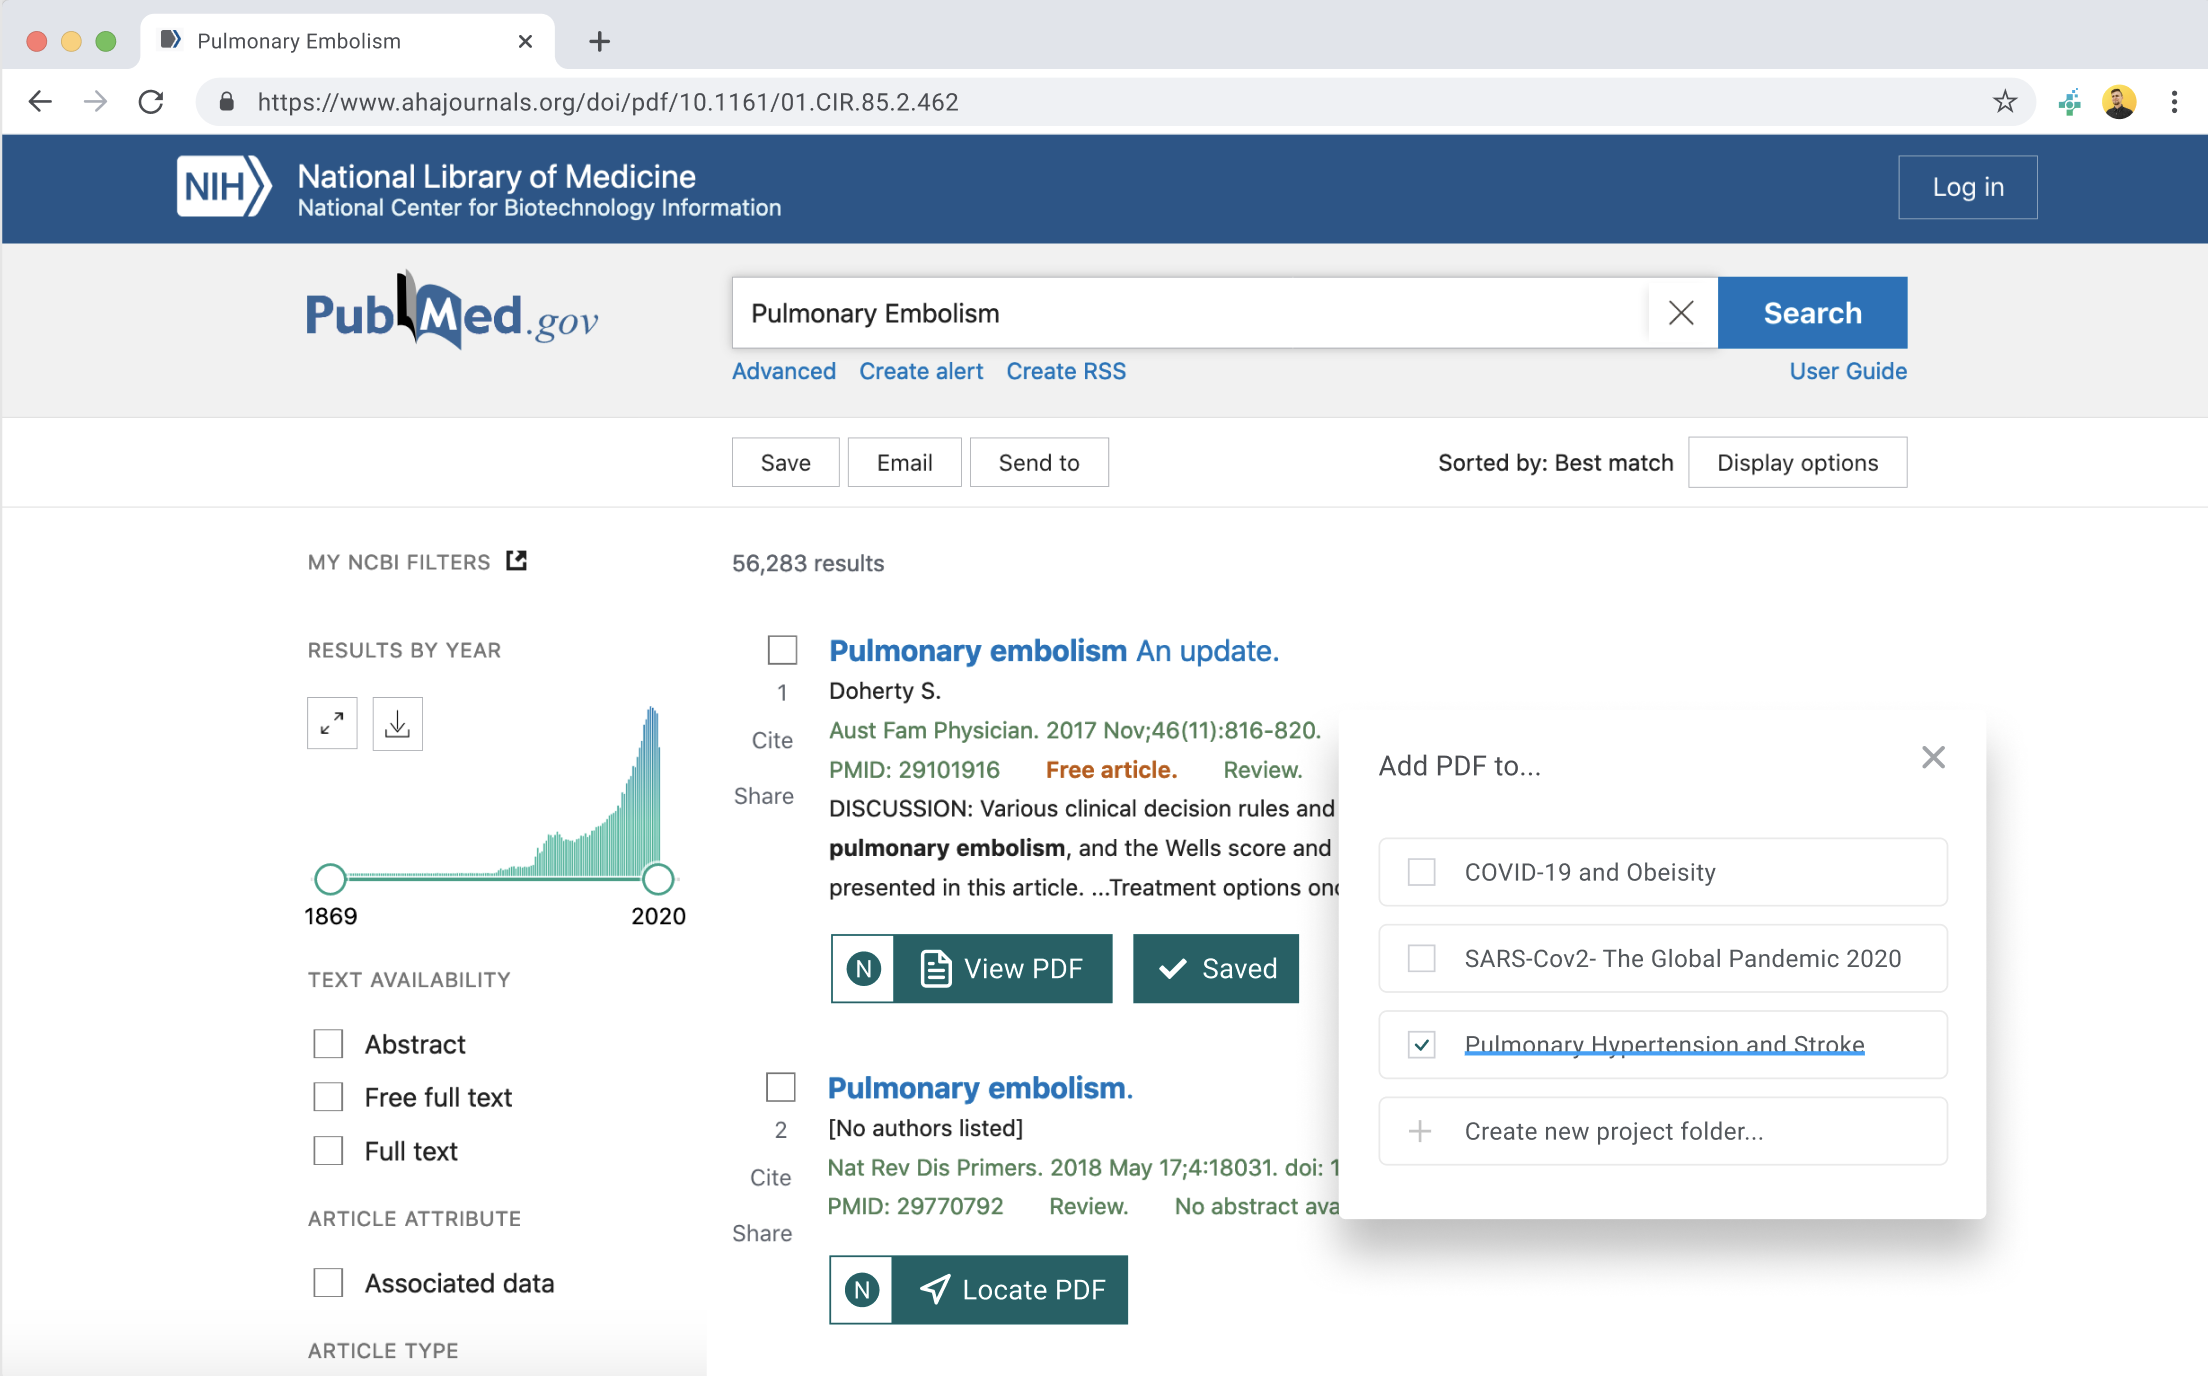 Pulmonary Embolism
https://www.ahajournals.org/doi/pdf/10.1161/01.CIR.85.2.462
NIH
National Library of Medicine
National Center for Biotechnology Information
Log in
PubMed.gov
Pulmonary Embolism
Search
Advanced Create alert Create RSS
User Guide
Save Email Send to
Sorted by: Best match Display options
MY NCBI FILTERS
56,283 results
RESULTS BY YEAR
1869 2020
TEXT AVAILABILITY
Abstract
Free full text
Full text
ARTICLE ATTRIBUTE
Associated data
ARTICLE TYPE
Pulmonary embolism An update.
1
Doherty S.
Cite
Aust Fam Physician. 2017 Nov;46(11):816-820.
PMID: 29101916 Free article. Review.
Share
DISCUSSION: Various clinical decision rules and
pulmonary embolism, and the Wells score and
presented in this article. ...Treatment options
N View PDF Saved
Pulmonary embolism.
2
[No authors listed]
Cite
Nat Rev Dis Primers. 2018 May 17;4:18031. doi: 1
PMID: 29770792 Review. No abstract ava
Share
N Locate PDF
Add PDF to...
COVID-19 and Obeisity
SARS-Cov2- The Global Pandemic 2020
Pulmonary Hypertension and Stroke
Create new project folder...